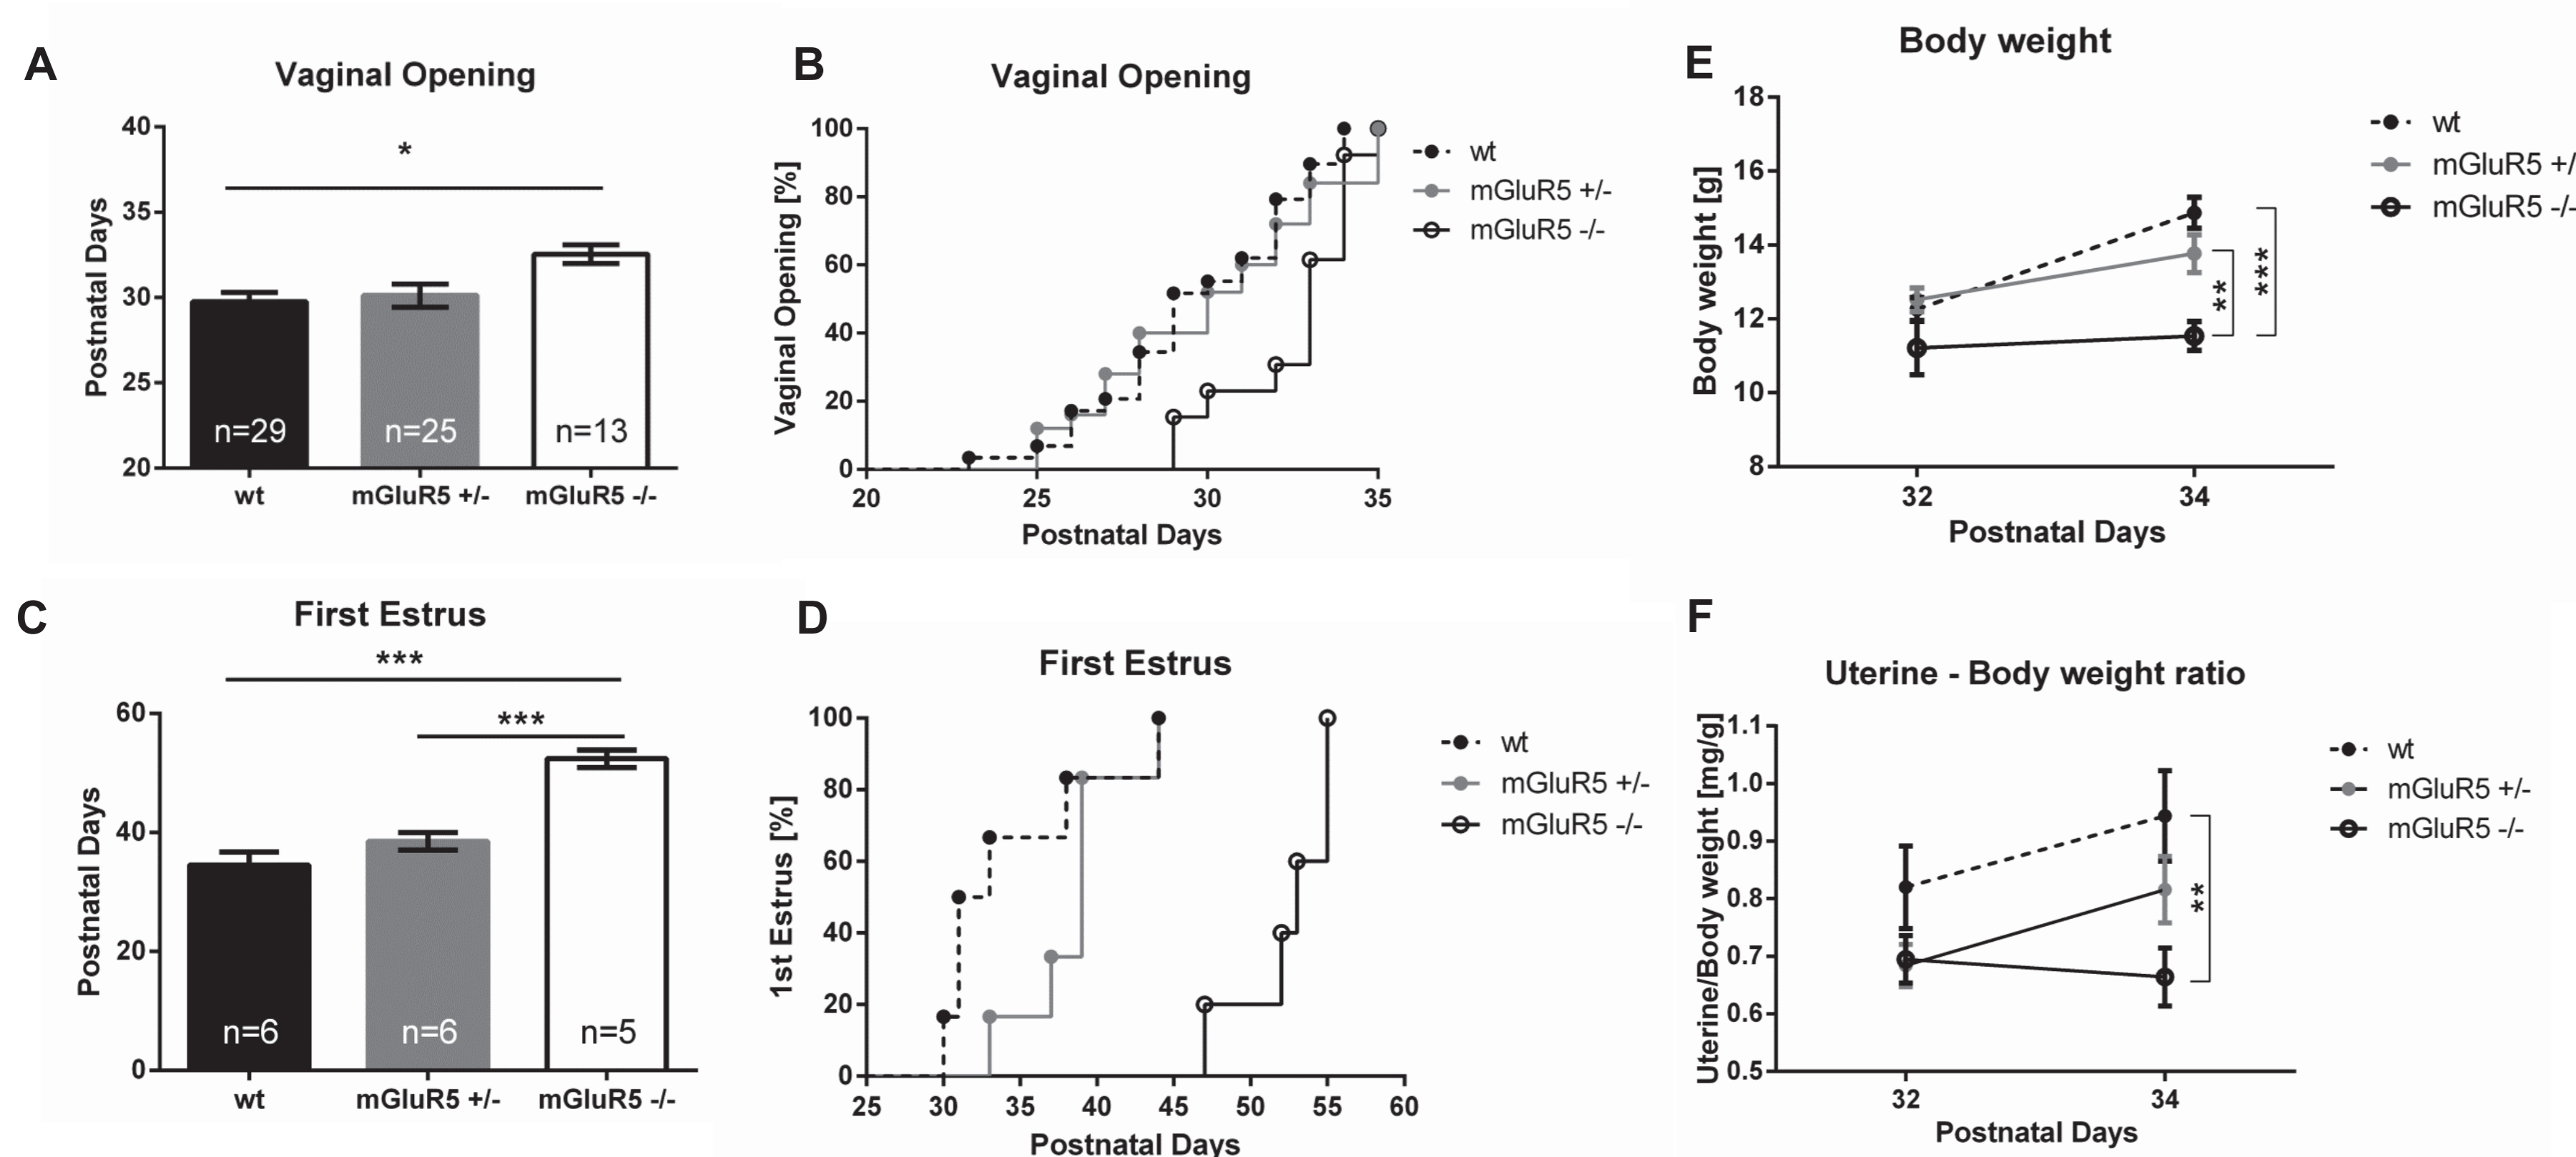 A
Vaginal Opening
*
Postnatal Days
40
35
30
25
20
n=29
n=25
n=13
wt
mGluR5 +/-
mGluR5 -/-
B
Vaginal Opening
Vaginal Opening [%]
100
80
60
40
20
0
20
25
30
35
Postnatal Days
wt
mGluR5 +/-
mGluR5 -/-
E
Body weight
Body weight [g]
18
16
14
12
10
8
32
34
Postnatal Days
wt
mGluR5 +/
mGluR5 -/-
**
***
C
First Estrus
***
***
Postnatal Days
60
40
20
0
n=6
n=6
n=5
wt
mGluR5 +/-
mGluR5 -/-
D
First Estrus
1st Estrus [%]
100
80
60
40
20
0
25
30
35
40
45
50
55
60
Postnatal Days
wt
mGluR5 +/-
mGluR5 -/-
F
Uterine - Body weight ratio
Uterine/Body weight [mg/g]
1.1
1.0
0.9
0.8
0.7
0.6
0.5
32
34
Postnatal Days
wt
mGluR5 +/-
mGluR5 -/-
**